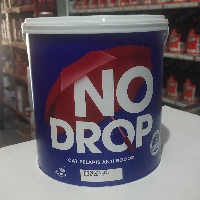 NO
DROP
CAT PELAPIS ANTI BOCOR